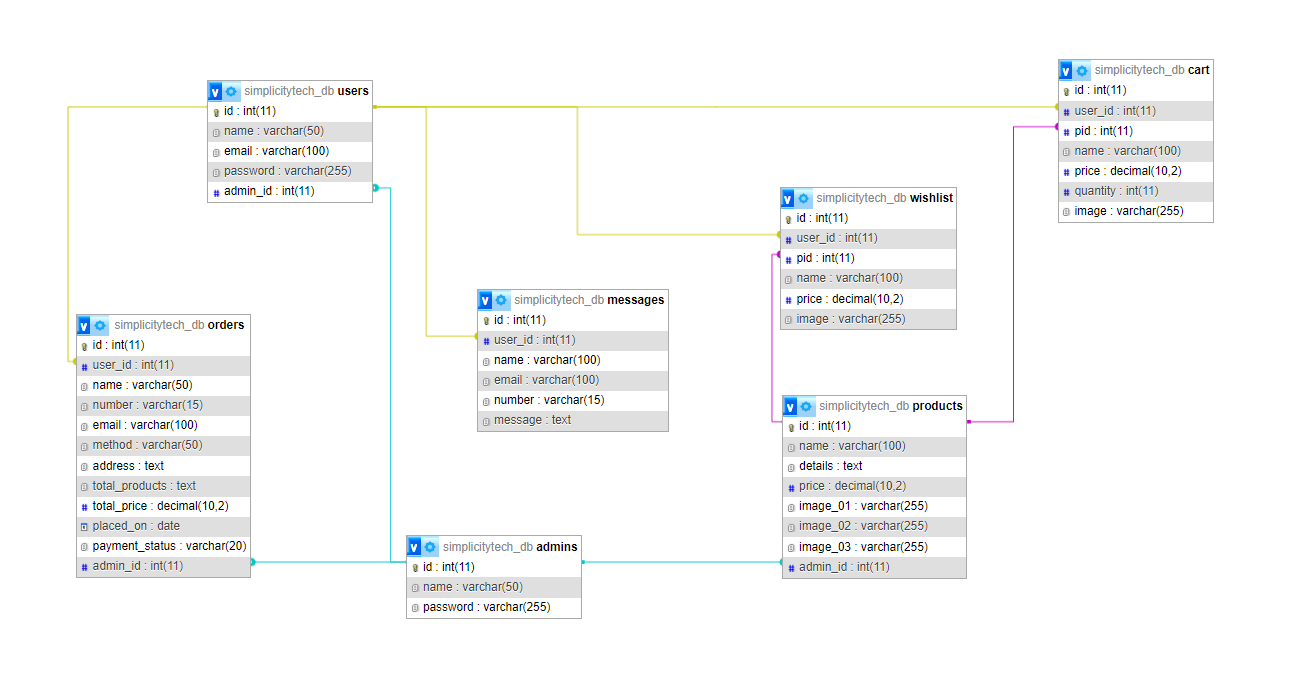 simplicitytech_db users
id : int(11)
name : varchar(50)
email : varchar(100)
password : varchar(255)
admin_id : int(11)
simplicitytech_db cart
id : int(11)
user_id : int(11)
pid : int(11)
name : varchar(100)
price : decimal(10,2)
quantity : int(11)
image : varchar(255)
simplicitytech_db wishlist
id : int(11)
user_id : int(11)
pid : int(11)
name : varchar(100)
price : decimal(10,2)
image : varchar(255)
simplicitytech_db messages
id : int(11)
user_id : int(11)
name : varchar(100)
email : varchar(100)
number : varchar(15)
message : text
simplicitytech_db orders
id : int(11)
user_id : int(11)
name : varchar(50)
number : varchar(15)
email : varchar(100)
method : varchar(50)
address : text
total_products : text
total_price : decimal(10,2)
placed_on : date
payment_status : varchar(20)
admin_id : int(11)
simplicitytech_db products
id : int(11)
name : varchar(100)
details : text
price : decimal(10,2)
image_01 : varchar(255)
image_02 : varchar(255)
image_03 : varchar(255)
admin_id : int(11)
simplicitytech_db admins
id : int(11)
name : varchar(50)
password : varchar(255)